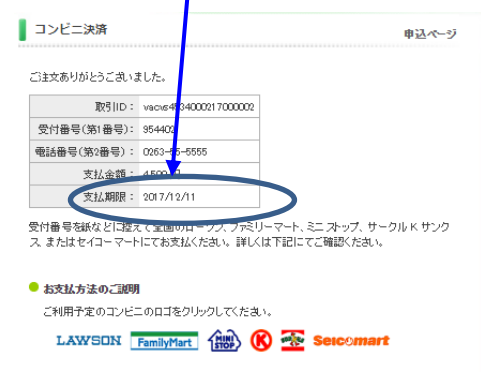 コンビニ決済
申込ページ
ご注文ありがとうございました。
取引ID：
受付番号(第1番号)： 954402
電話番号(第2番号)： 0263-55-5555
支払金額：
支払期限： 2017/12/11
受付番号を紙などに控えて全国のローソン、ファミリーマート、ミニストップ、サークルＫサンク
ス、またはセイコーマートにてお支払ください。詳しくは下記にてご確認ください。
お支払方法のご説明
ご利用予定のコンビニのロゴをクリックしてください。
LAWSON FamilyMart MINI STOP K Seicomart